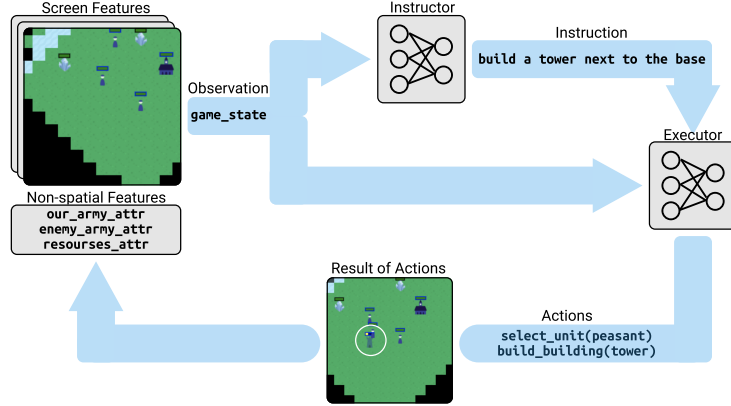 Screen Features
Instructor
Instruction
build a tower next to the base
Observation
game_state
Executor
Non-spatial Features
our_army_attr
enemy_army_attr
resourses_attr
Result of Actions
Actions
select_unit(peasant)
build_building(tower)